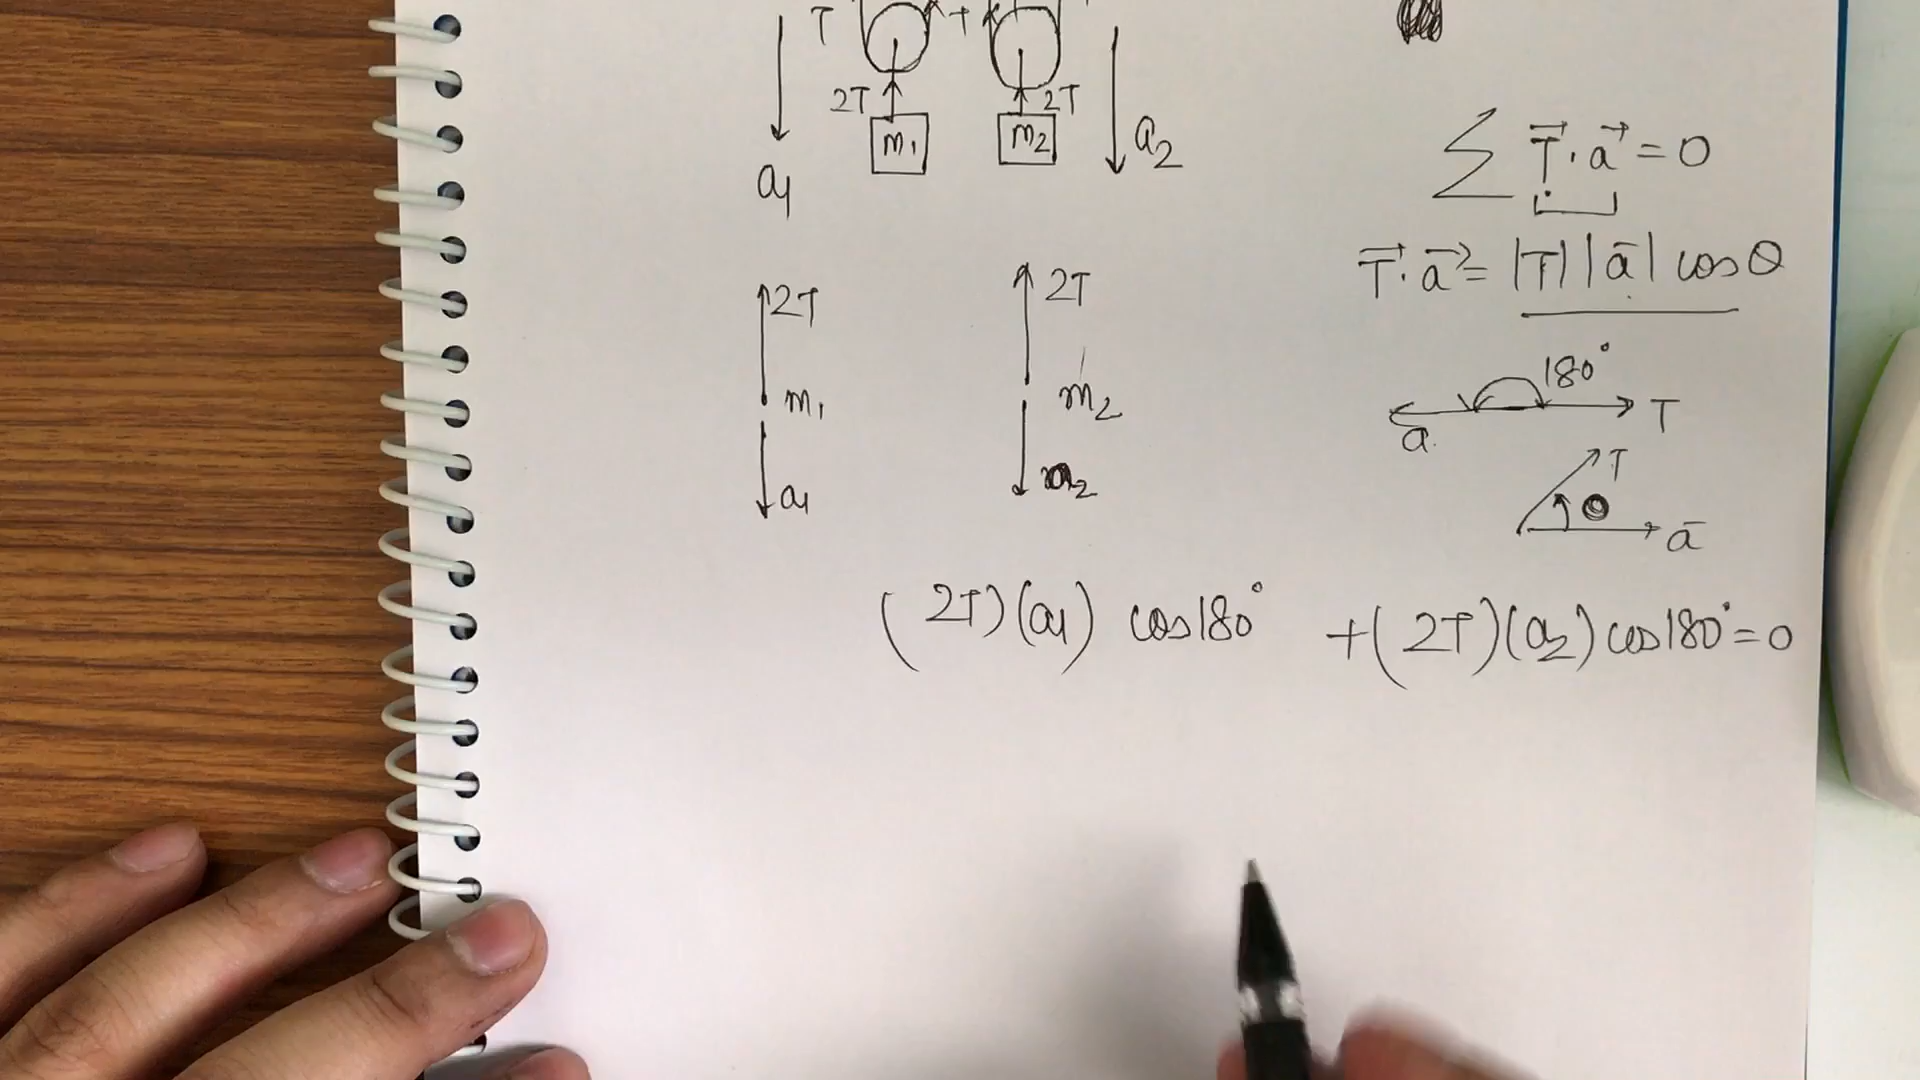 T T
2T 2T
m₁ m₂
a₁ a₂
∑ T⃗·a⃗ = 0
T⃗·a⃗ = |T| |a̅| cos θ
2T 2T
m₁ m₂
a₁ a₂
180°
a T
T
θ
a̅
(2T)(a₁) cos180° + (2T)(a₂) cos180° = 0